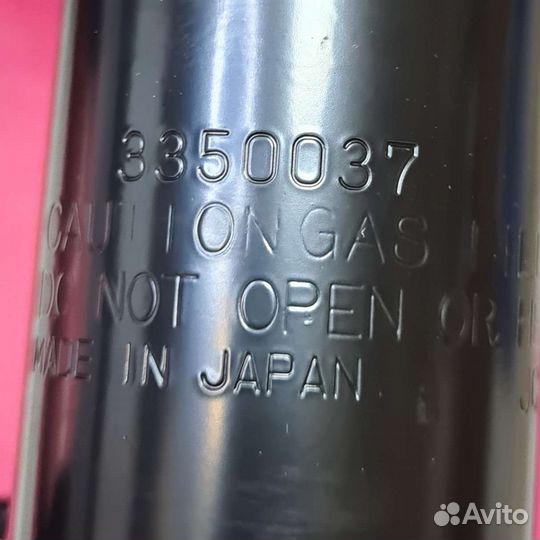 3350037
CAUTION GAS
DO NOT OPEN OR
MADE IN JAPAN
Avito